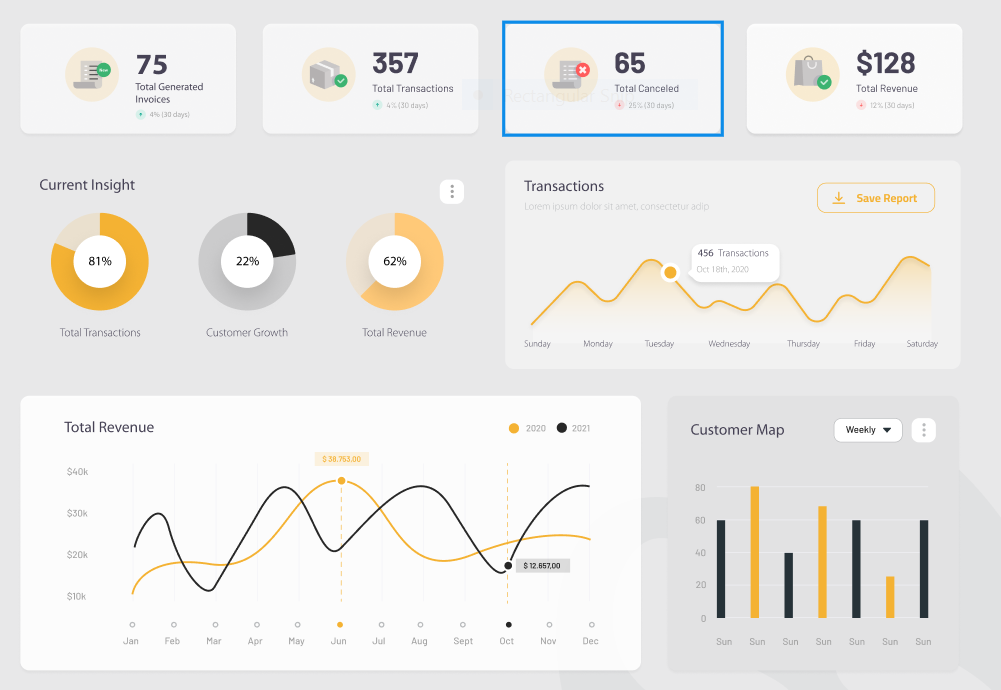 75
Total Generated
Invoices
4% (30 days)
357
Total Transactions
4% (30 days)
65
Total Canceled
25% (30 days)
$128
Total Revenue
12% (30 days)
New
Current Insight
81%
22%
62%
Total Transactions
Customer Growth
Total Revenue
Transactions
Lorem ipsum dolor sit amet, consectetur adip
Save Report
456 Transactions
Oct 18th, 2020
Sunday Monday Tuesday Wednesday Thursday Friday Saturday
Total Revenue
2020 2021
$ 38.753.00
$40k
$30k
$20k
$10k
$ 12.657,00
Jan Feb Mar Apr May Jun Jul Aug Sept Oct Nov Dec
Customer Map
Weekly
80
60
40
20
0
Sun Sun Sun Sun Sun Sun Sun